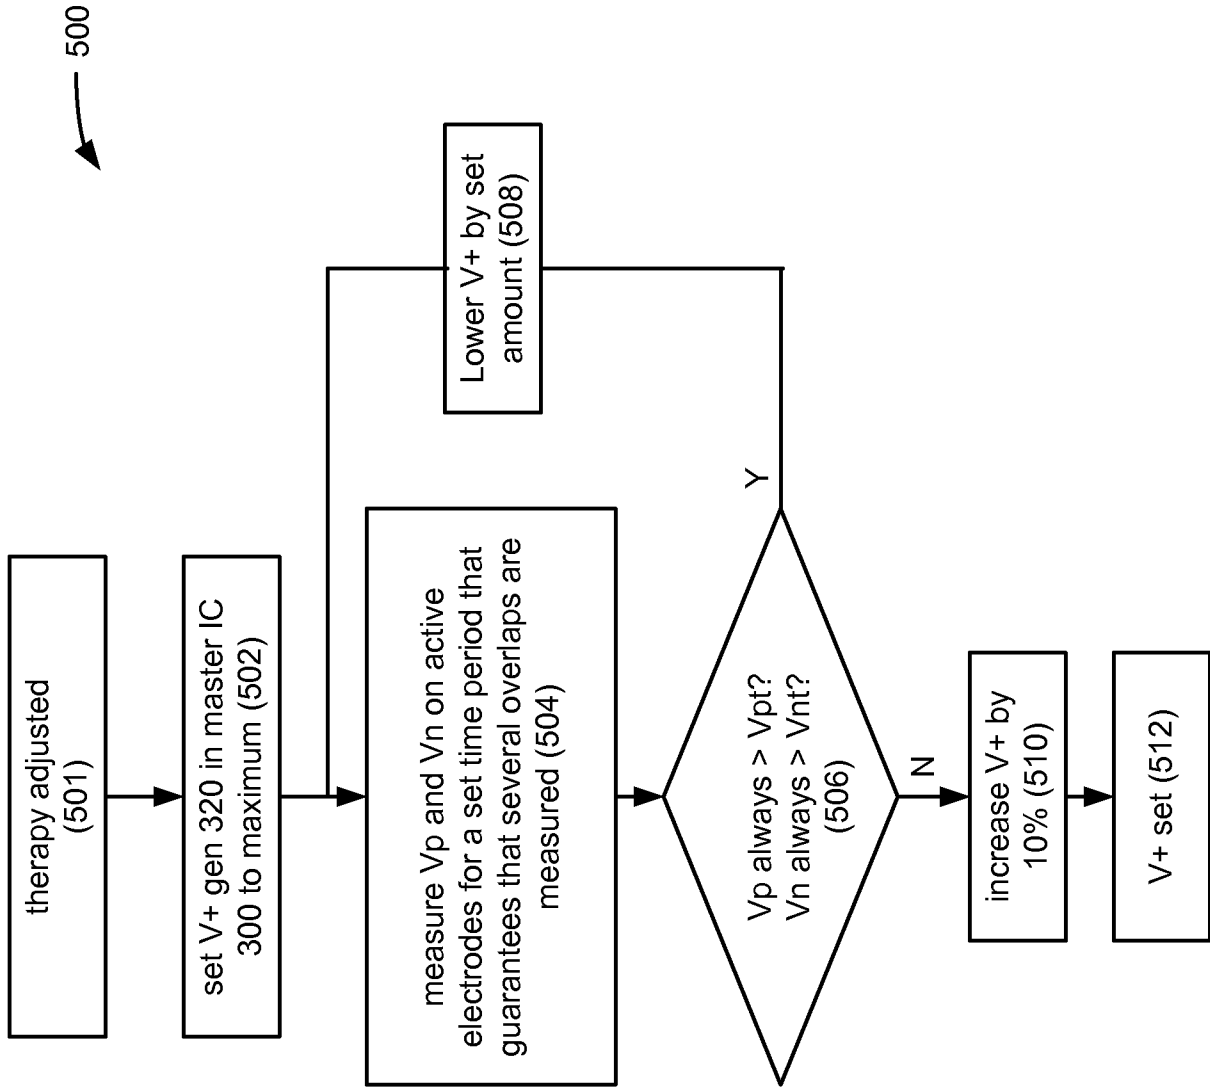 500
therapy adjusted
(501)
set V+ gen 320 in master IC
300 to maximum (502)
measure Vp and Vn on active
electrodes for a set time period that
guarantees that several overlaps are
measured (504)
Lower V+ by set
amount (508)
Vp always > Vpt?
Vn always > Vnt?
(506)
Y
N
increase V+ by
10% (510)
V+ set (512)